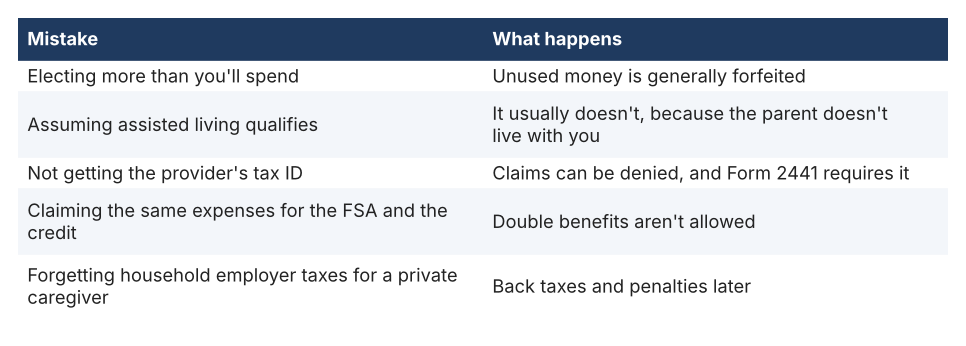 Mistake
What happens
Electing more than you'll spend
Unused money is generally forfeited
Assuming assisted living qualifies
It usually doesn't, because the parent doesn't
live with you
Not getting the provider's tax ID
Claims can be denied, and Form 2441 requires it
Claiming the same expenses for the FSA and the
credit
Double benefits aren't allowed
Forgetting household employer taxes for a private
caregiver
Back taxes and penalties later